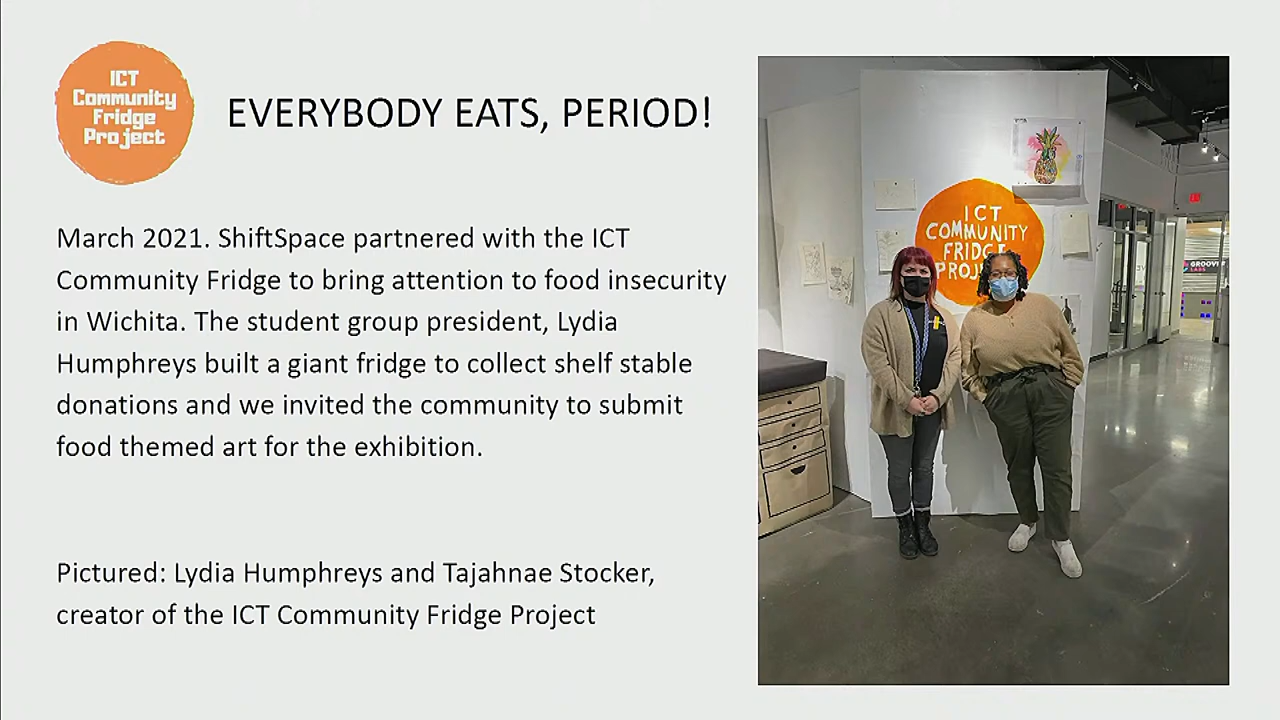 ICT
Community
Fridge
Project
EVERYBODY EATS, PERIOD!
March 2021. ShiftSpace partnered with the ICT
Community Fridge to bring attention to food insecurity
in Wichita. The student group president, Lydia
Humphreys built a giant fridge to collect shelf stable
donations and we invited the community to submit
food themed art for the exhibition.
Pictured: Lydia Humphreys and Tajahnae Stocker,
creator of the ICT Community Fridge Project
ICT
COMMUNITY
FRIDGE
GROOVER
LABS